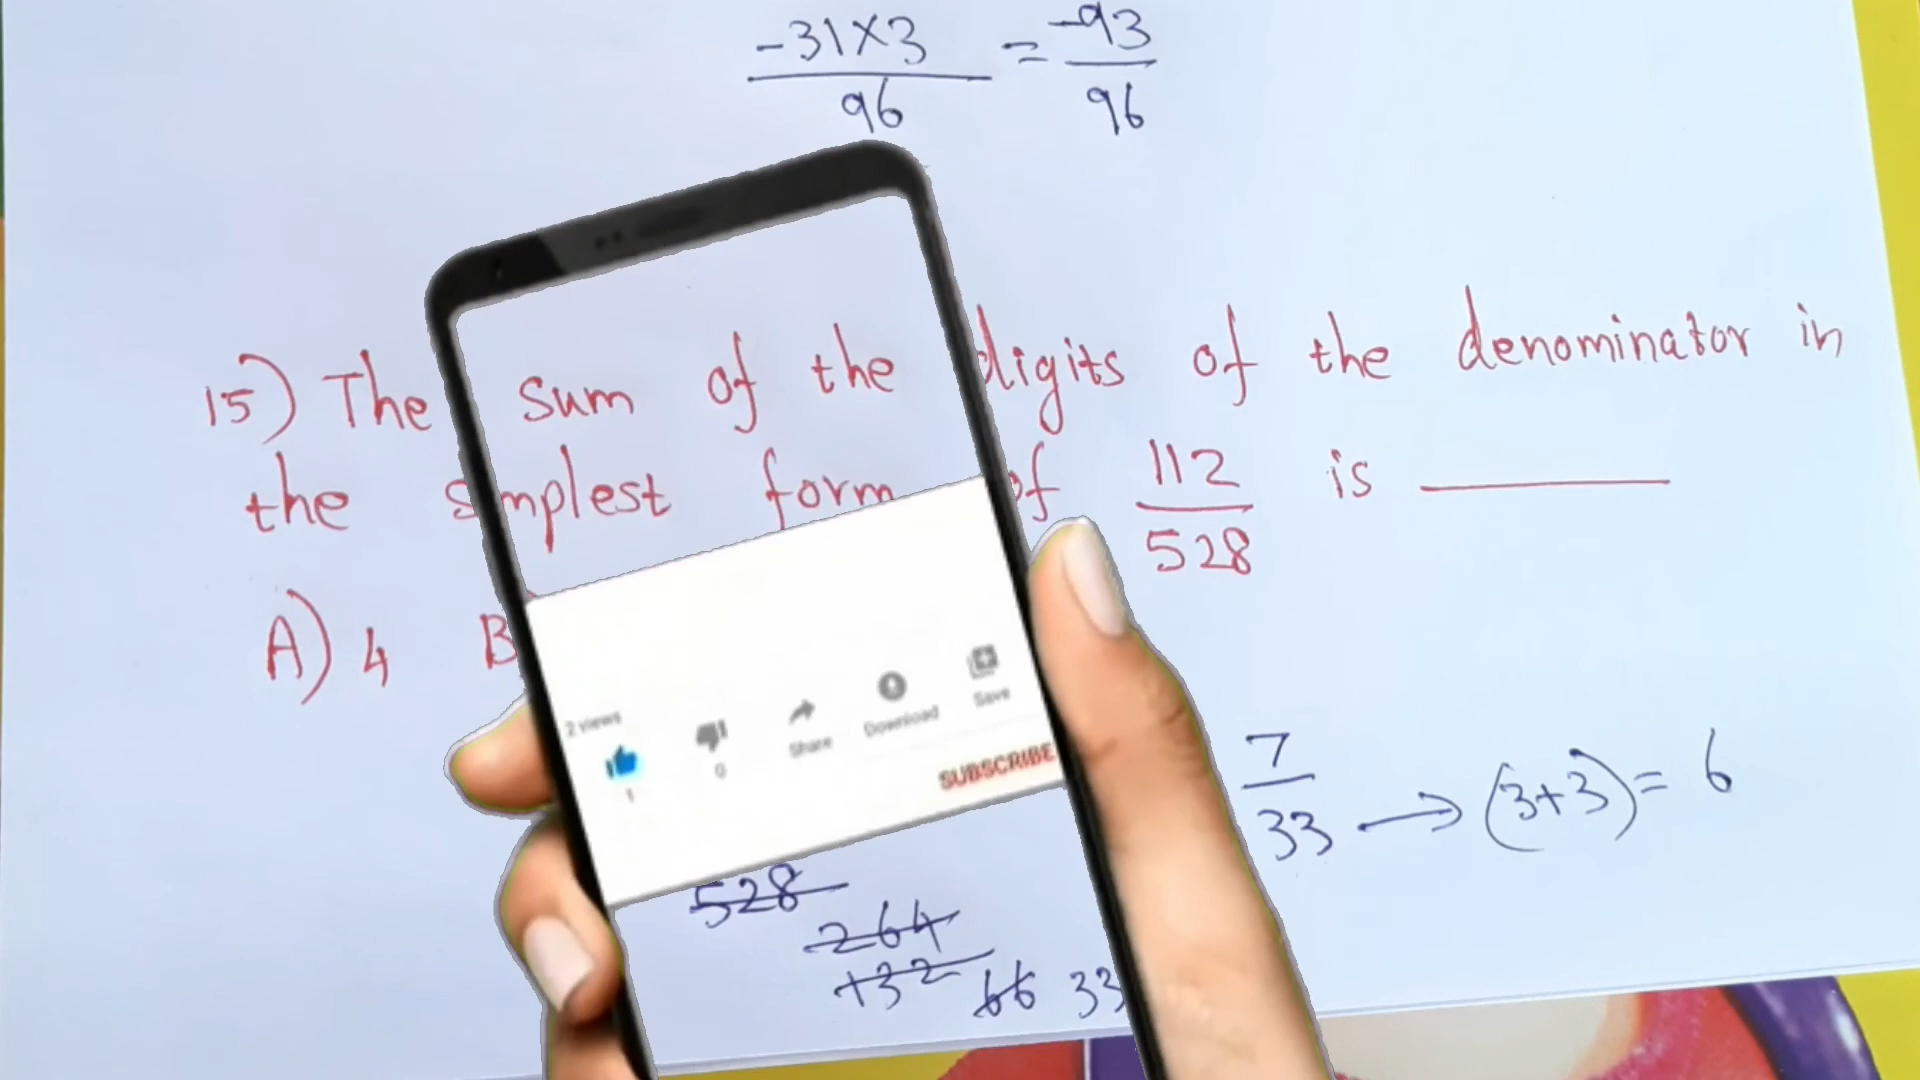 -31×3 = -93
96 96
15) The sum of the digits of the denominator in
the simplest form of 112/528 is
A) 4 B
2 views
Share Download Save
1 0
SUBSCRIBE
7
33 → (3+3) = 6
528
264
132 66 33